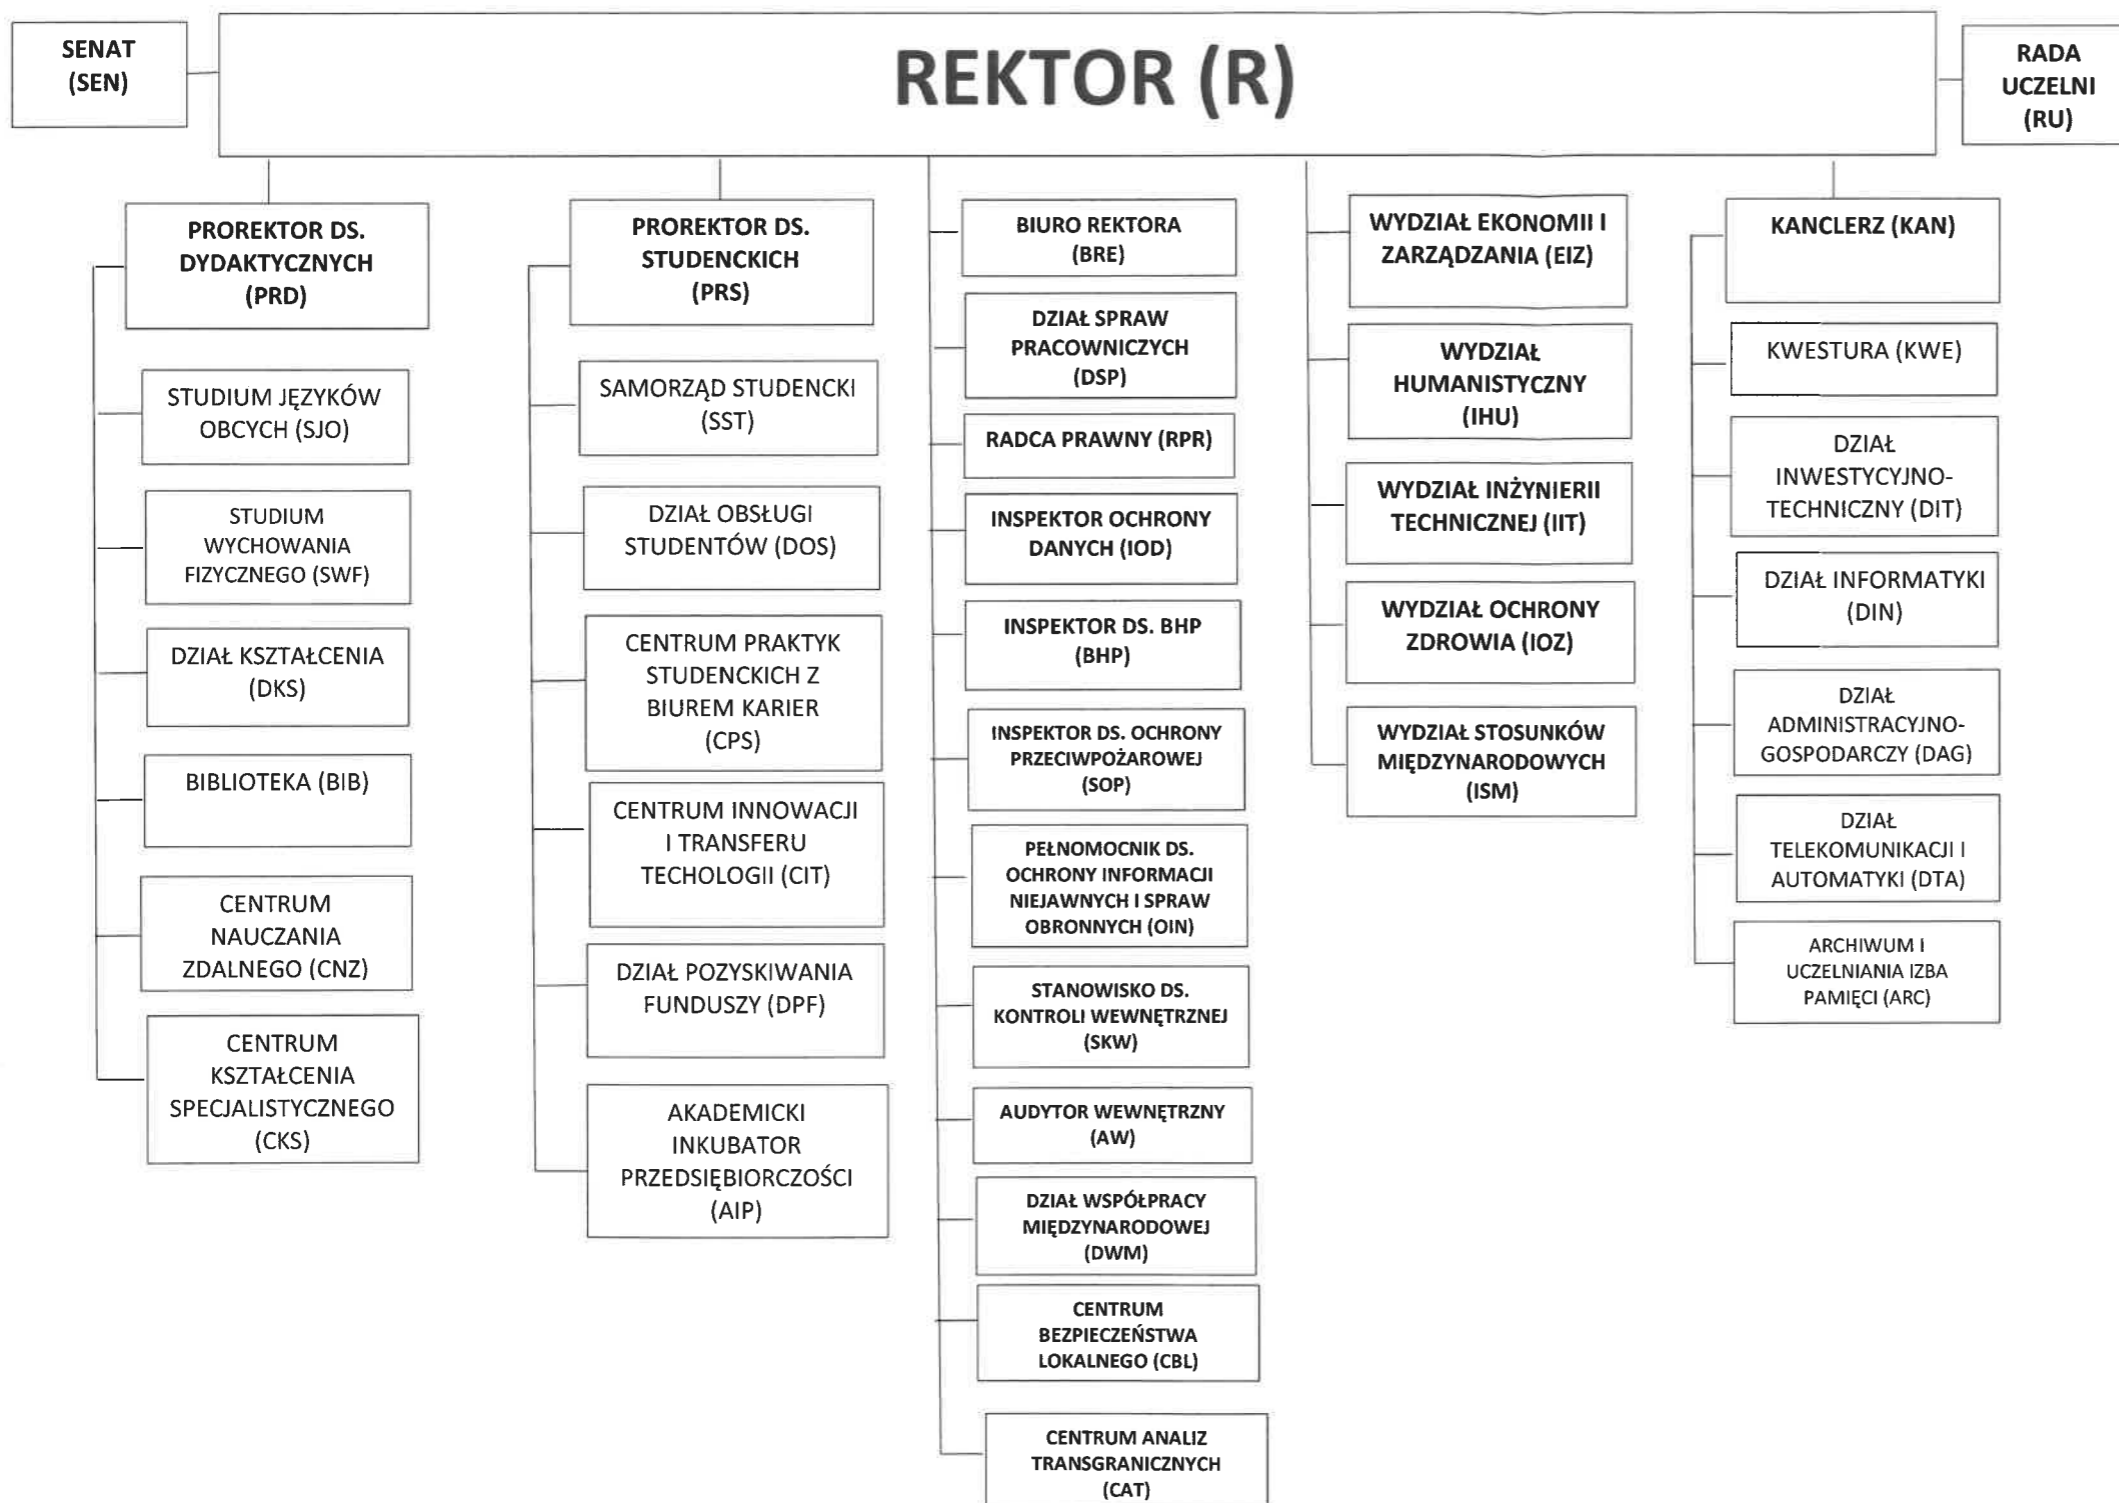 SENAT
(SEN)
REKTOR (R)
RADA
UCZELNI
(RU)
PROREKTOR DS.
DYDAKTYCZNYCH
(PRD)
STUDIUM JĘZYKÓW
OBCYCH (SJO)
STUDIUM
WYCHOWANIA
FIZYCZNEGO (SWF)
DZIAŁ KSZTAŁCENIA
(DKS)
BIBLIOTEKA (BIB)
CENTRUM
NAUCZANIA
ZDALNEGO (CNZ)
CENTRUM
KSZTAŁCENIA
SPECJALISTYCZNEGO
(CKS)
PROREKTOR DS.
STUDENCKICH
(PRS)
SAMORZĄD STUDENCKI
(SST)
DZIAŁ OBSŁUGI
STUDENTÓW (DOS)
CENTRUM PRAKTYK
STUDENCKICH Z
BIUREM KARIER
(CPS)
CENTRUM INNOWACJI
I TRANSFERU
TECHOLOGII (CIT)
DZIAŁ POZYSKIWANIA
FUNDUSZY (DPF)
AKADEMICKI
INKUBATOR
PRZEDSIĘBIORCZOŚCI
(AIP)
BIURO REKTORA
(BRE)
DZIAŁ SPRAW
PRACOWNICZYCH
(DSP)
RADCA PRAWNY (RPR)
INSPEKTOR OCHRONY
DANYCH (IOD)
INSPEKTOR DS. BHP
(BHP)
INSPEKTOR DS. OCHRONY
PRZECIWPOŻAROWEJ
(SOP)
PEŁNOMOCNIK DS.
OCHRONY INFORMACJI
NIEJAWNYCH I SPRAW
OBRONNYCH (OIN)
STANOWISKO DS.
KONTROLI WEWNĘTRZNEJ
(SKW)
AUDYTOR WEWNĘTRZNY
(AW)
DZIAŁ WSPÓŁPRACY
MIĘDZYNARODOWEJ
(DWM)
CENTRUM
BEZPIECZEŃSTWA
LOKALNEGO (CBL)
CENTRUM ANALIZ
TRANSGRANICZNYCH
(CAT)
WYDZIAŁ EKONOMII I
ZARZĄDZANIA (EIZ)
WYDZIAŁ
HUMANISTYCZNY
(IHU)
WYDZIAŁ INŻYNIERII
TECHNICZNEJ (IIT)
WYDZIAŁ OCHRONY
ZDROWIA (IOZ)
WYDZIAŁ STOSUNKÓW
MIĘDZYNARODOWYCH
(ISM)
KANCLERZ (KAN)
KWESTURA (KWE)
DZIAŁ
INWESTYCYJNO-
TECHNICZNY (DIT)
DZIAŁ INFORMATYKI
(DIN)
DZIAŁ
ADMINISTRACYJNO-
GOSPODARCZY (DAG)
DZIAŁ
TELEKOMUNIKACJI I
AUTOMATYKI (DTA)
ARCHIWUM I
UCZELNIANIA IZBA
PAMIĘCI (ARC)